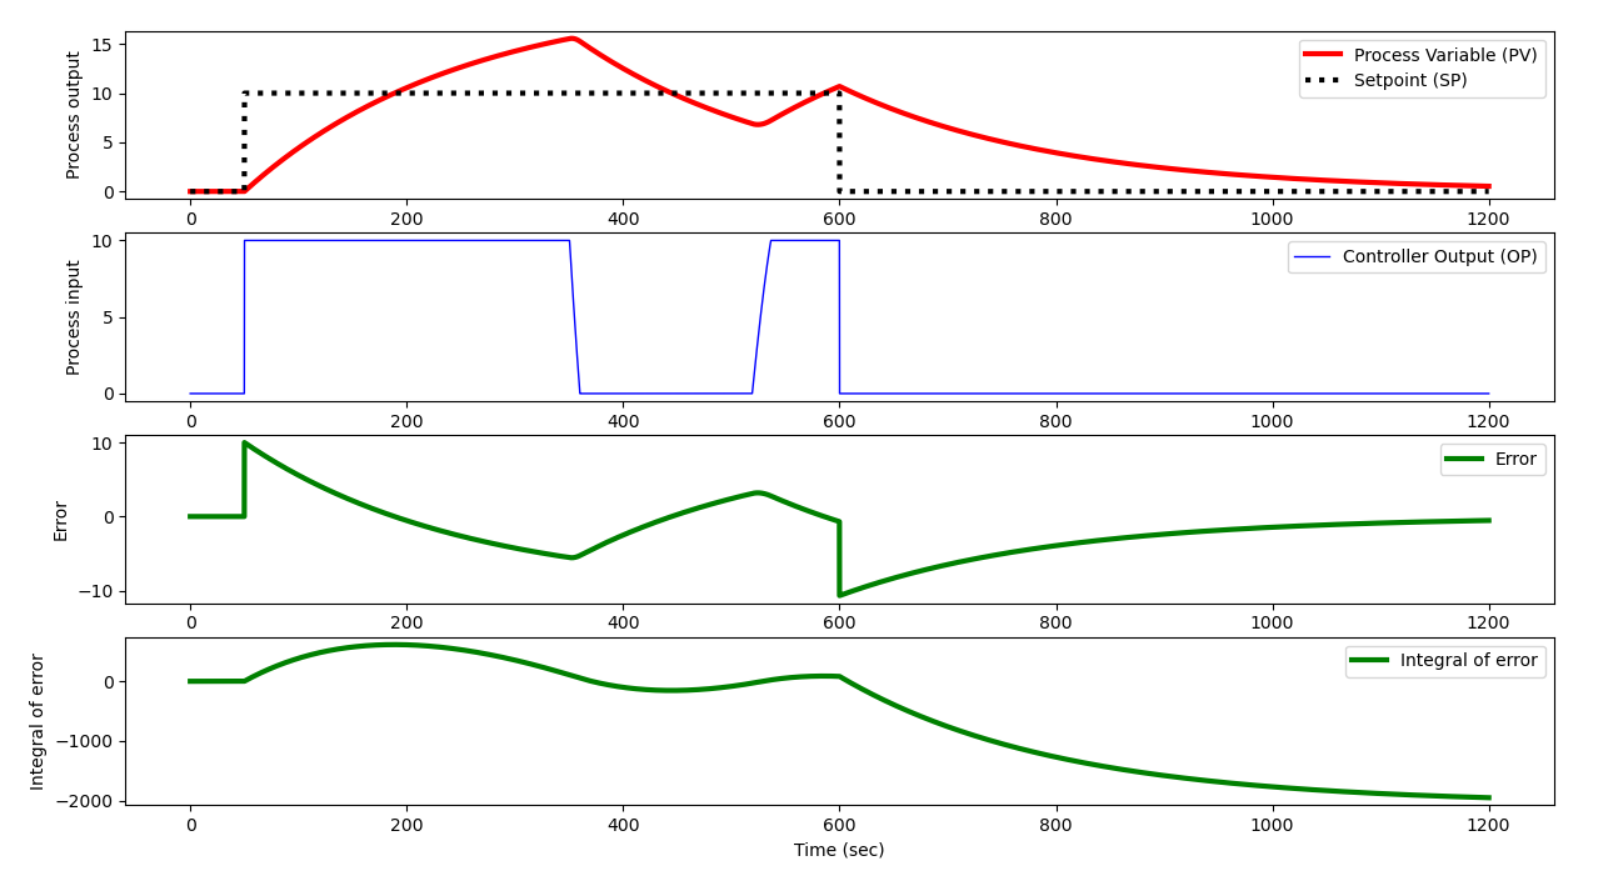 Process output
15
10
5
0
Process Variable (PV)
Setpoint (SP)
0 200 400 600 800 1000 1200
Process input
10
5
0
Controller Output (OP)
0 200 400 600 800 1000 1200
Error
10
0
−10
Error
0 200 400 600 800 1000 1200
Integral of error
0
−1000
−2000
Integral of error
0 200 400 600 800 1000 1200
Time (sec)